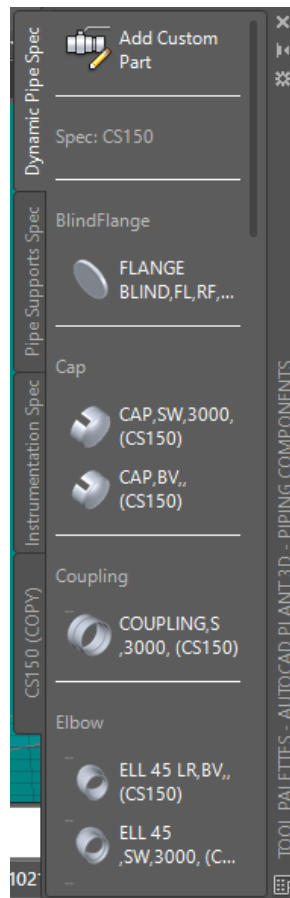 Dynamic Pipe Spec
Pipe Supports Spec
Instrumentation Spec
CS150 (COPY)
Add Custom
Part
Spec: CS150
BlindFlange
FLANGE
BLIND,FL,RF,...
Cap
CAP,SW,3000,
(CS150)
CAP,BV,,
(CS150)
Coupling
COUPLING,S
,3000, (CS150)
Elbow
ELL 45 LR,BV,,
(CS150)
ELL 45
,SW,3000, (C...
TOOL PALETTES - AUTOCAD PLANT 3D - PIPING COMPONENTS